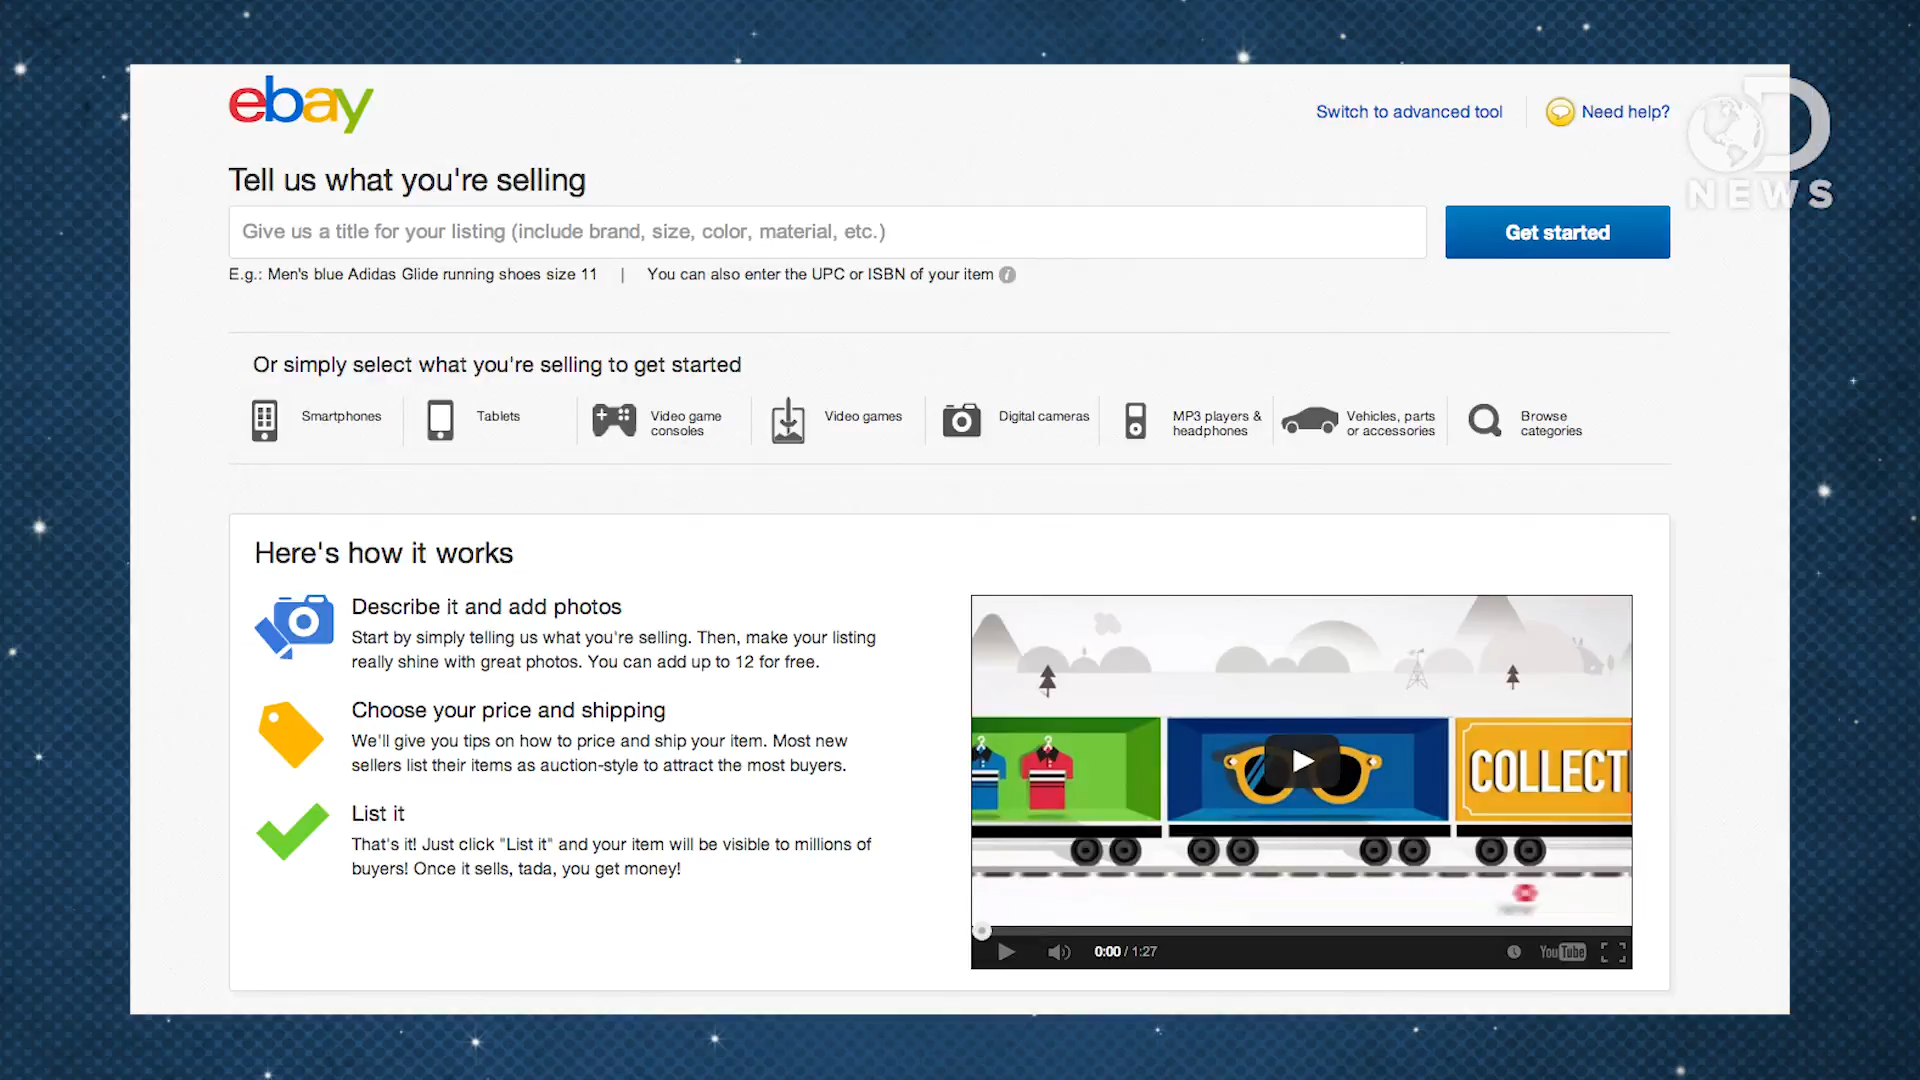 ebay
Switch to advanced tool
Need help?
D
NEWS
Tell us what you're selling
Give us a title for your listing (include brand, size, color, material, etc.)
Get started
E.g.: Men's blue Adidas Glide running shoes size 11 | You can also enter the UPC or ISBN of your item i
Or simply select what you're selling to get started
Smartphones
Tablets
Video game
consoles
Video games
Digital cameras
MP3 players &
headphones
Vehicles, parts
or accessories
Browse
categories
Here's how it works
Describe it and add photos
Start by simply telling us what you're selling. Then, make your listing
really shine with great photos. You can add up to 12 for free.
Choose your price and shipping
We'll give you tips on how to price and ship your item. Most new
sellers list their items as auction-style to attract the most buyers.
List it
That's it! Just click "List it" and your item will be visible to millions of
buyers! Once it sells, tada, you get money!
COLLECT
0:00 / 1:27
YouTube